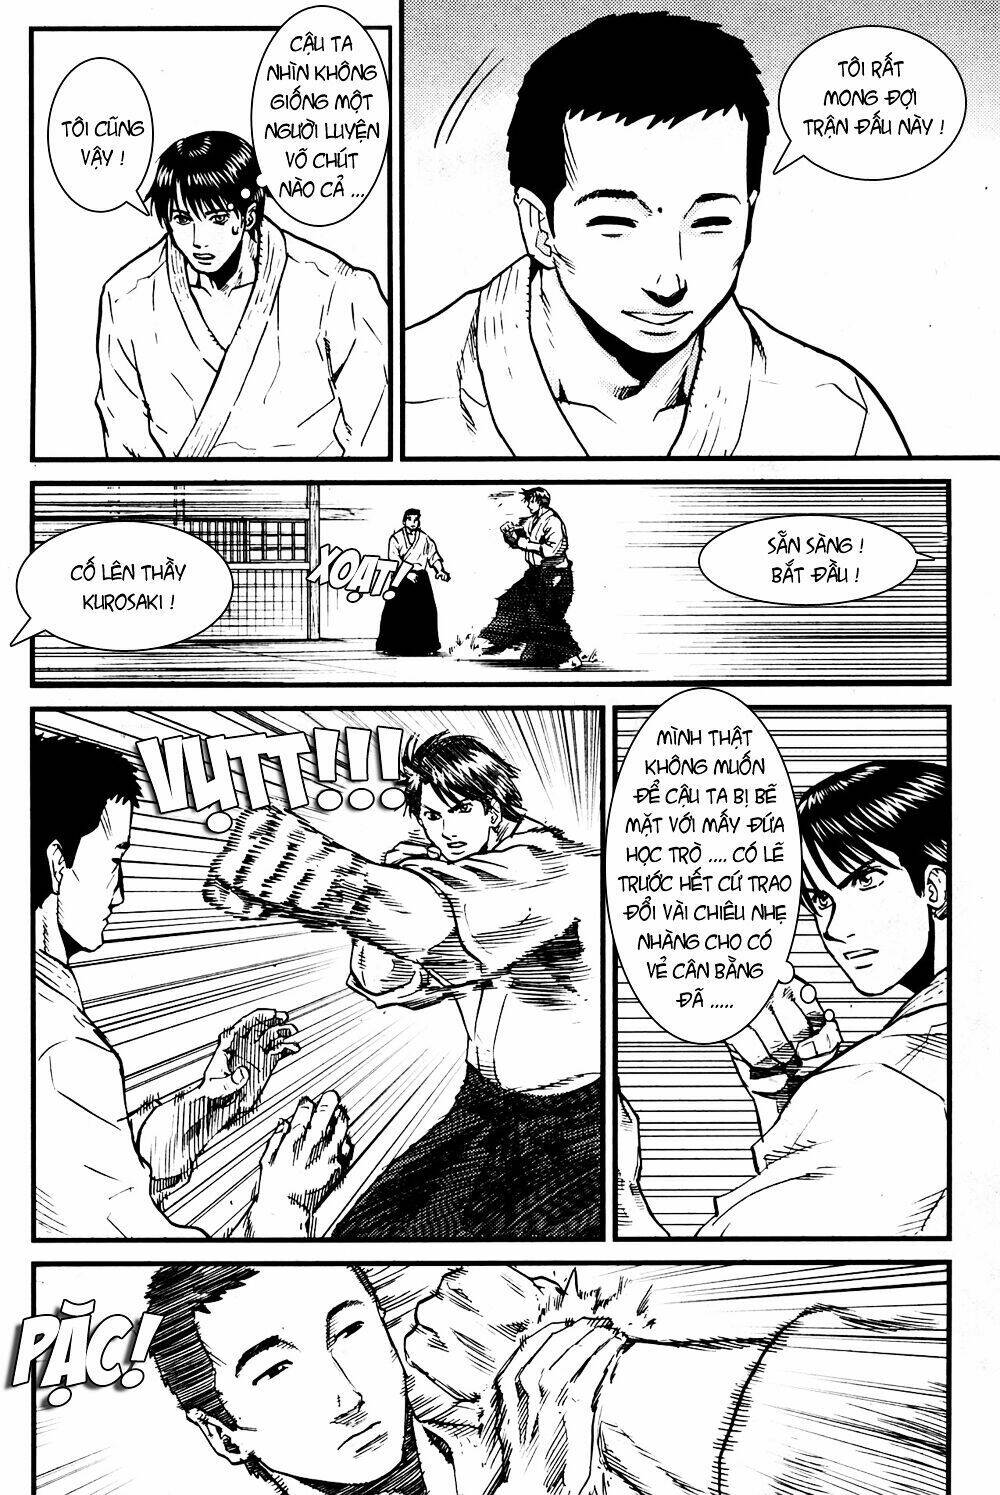 TÔI RẤT
MONG ĐỢI
TRẬN ĐẤU NÀY !
CẬU TA
NHÌN KHÔNG
GIỐNG MỘT
NGƯỜI LUYỆN
VÕ CHÚT
NÀO CẢ ...
TÔI CŨNG
VẬY !
SẴN SÀNG !
BẮT ĐẦU !
XOẠT!
CỐ LÊN THẦY
KUROSAKI !
MÌNH THẬT
KHÔNG MUỐN
ĐỂ CẬU TA BỊ BẼ
MẶT VỚI MẤY ĐỨA
HỌC TRÒ .... CÓ LẼ
TRƯỚC HẾT CỨ TRAO
ĐỔI VÀI CHIÊU NHẸ
NHÀNG CHO CÓ
VẺ CÂN BẰNG
ĐÃ .....
VỤTT!!!
PẶC!